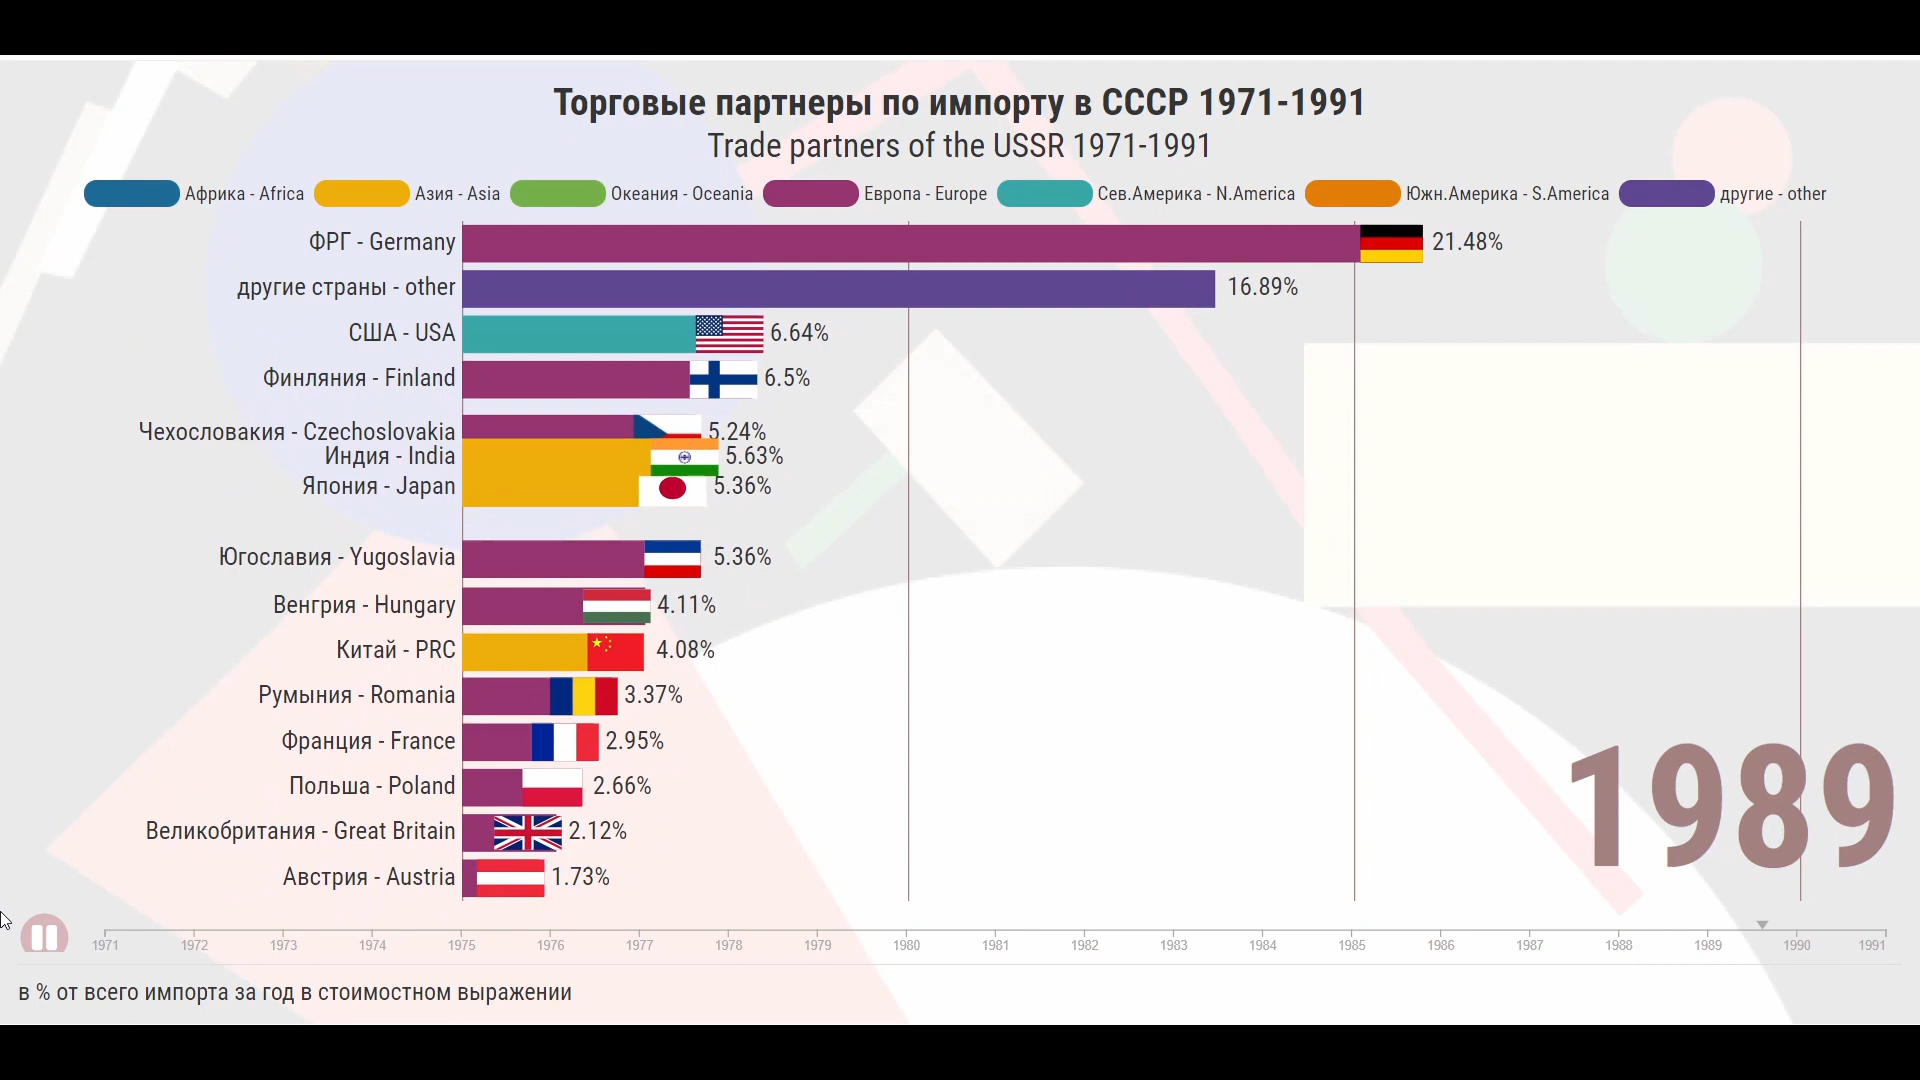 Торговые партнеры по импорту в СССР 1971-1991
Trade partners of the USSR 1971-1991
Африка - Africa Азия - Asia Океания - Oceania Европа - Europe Сев.Америка - N.America Южн.Америка - S.America другие - other
ФРГ - Germany 21.48%
другие страны - other 16.89%
США - USA 6.64%
Финляния - Finland 6.5%
Чехословакия - Czechoslovakia 5.24%
Индия - India 5.63%
Япония - Japan 5.36%
Югославия - Yugoslavia 5.36%
Венгрия - Hungary 4.11%
Китай - PRC 4.08%
Румыния - Romania 3.37%
Франция - France 2.95%
Польша - Poland 2.66%
Великобритания - Great Britain 2.12%
Австрия - Austria 1.73%
1989
1971 1972 1973 1974 1975 1976 1977 1978 1979 1980 1981 1982 1983 1984 1985 1986 1987 1988 1989 1990 1991
в % от всего импорта за год в стоимостном выражении